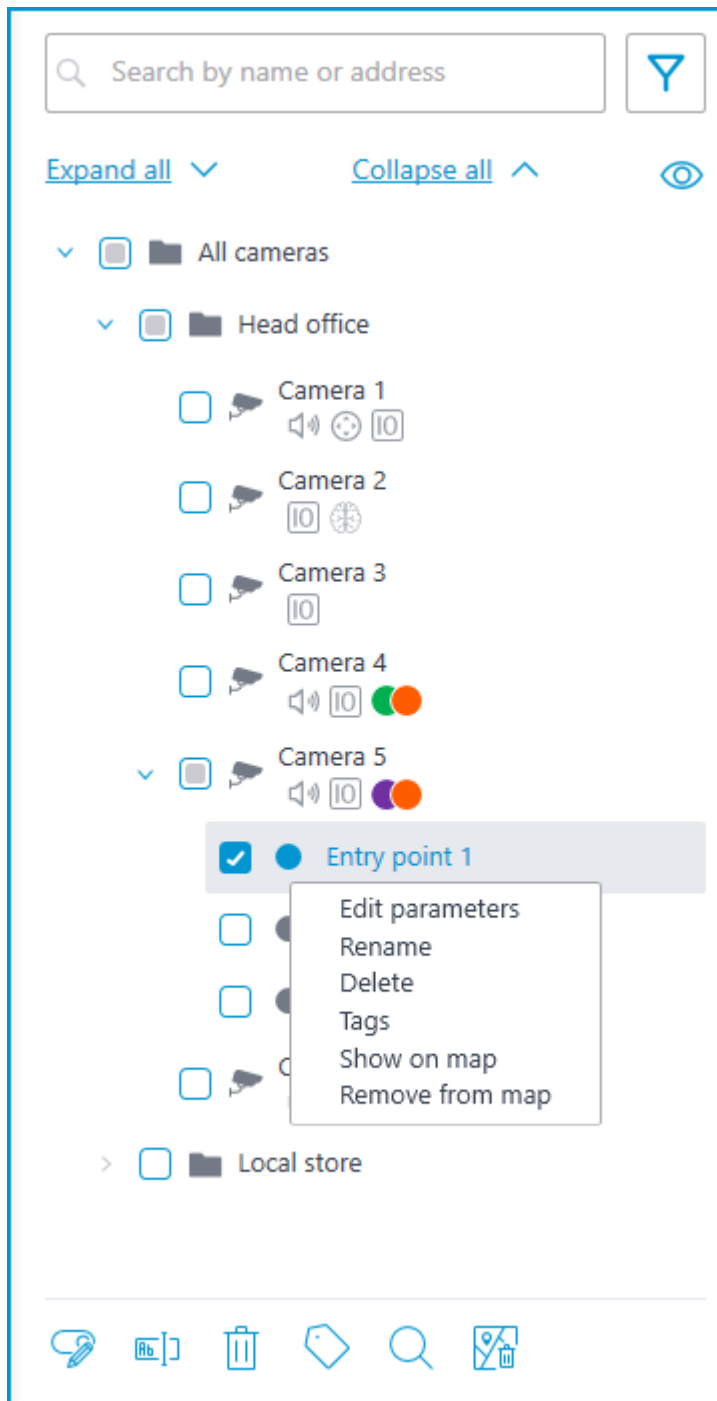 Search by name or address
Expand all Collapse all
All cameras
Head office
Camera 1
IO
Camera 2
IO
Camera 3
IO
Camera 4
IO
Camera 5
IO
Entry point 1
Edit parameters
Rename
Delete
Tags
Show on map
Remove from map
Local store
Ab